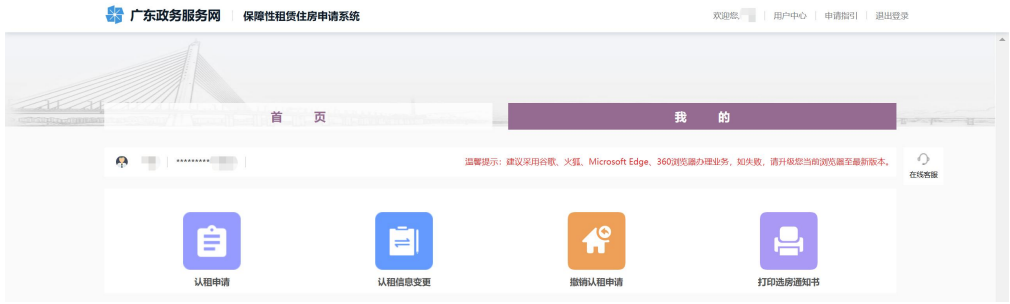 广东政务服务网 保障性租赁住房申请系统 欢迎您, 用户中心 申请指引 退出登录
首 页 我 的
********* 温馨提示：建议采用谷歌、火狐、Microsoft Edge、360浏览器办理业务，如失败，请升级您当前浏览器至最新版本。
在线客服
认租申请 认租信息变更 撤销认租申请 打印选房通知书